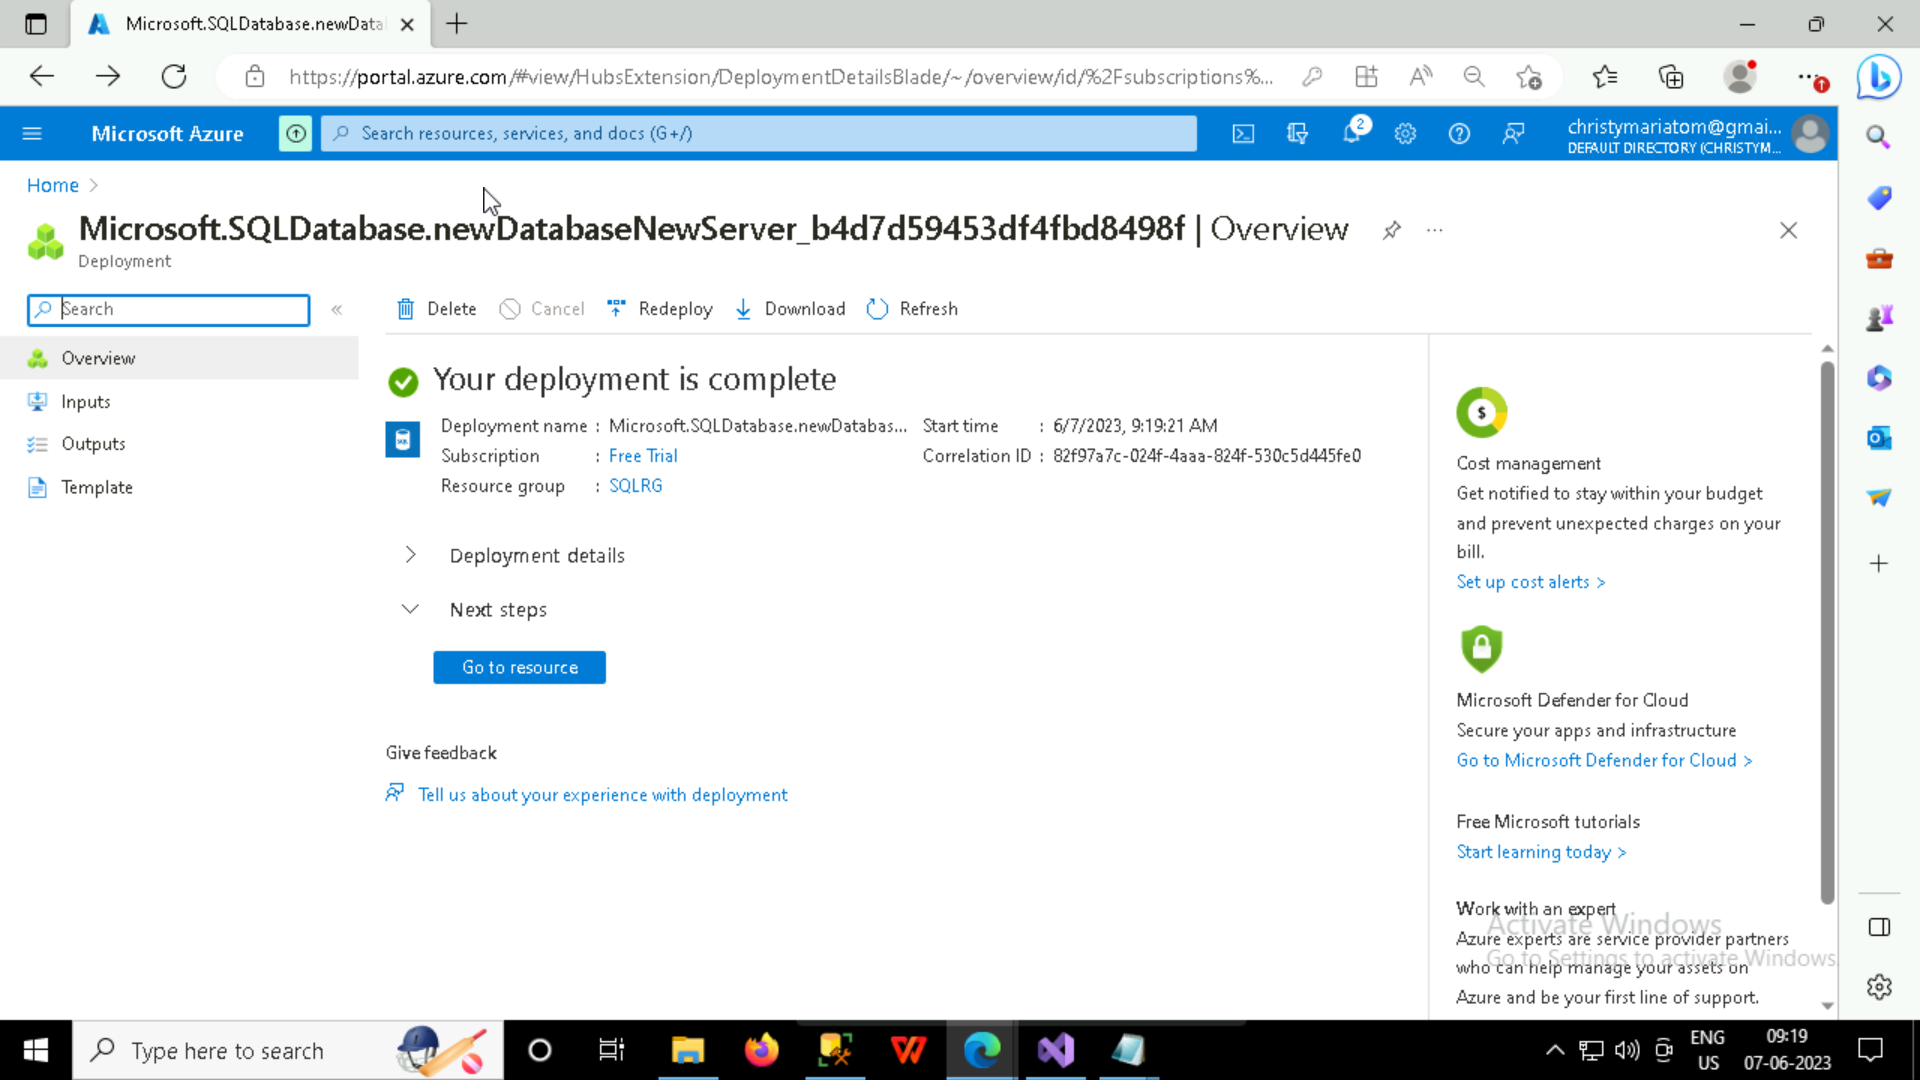 Microsoft.SQLDatabase.newData
https://portal.azure.com/#view/HubsExtension/DeploymentDetailsBlade/~/overview/id/%2Fsubscriptions%...
Microsoft Azure
Search resources, services, and docs (G+/)
2
christymariatom@gmai...
DEFAULT DIRECTORY (CHRISTYM...
Home
Microsoft.SQLDatabase.newDatabaseNewServer_b4d7d59453df4fbd8498f | Overview
Deployment
Search
Delete
Cancel
Redeploy
Download
Refresh
Overview
Inputs
Outputs
Template
Your deployment is complete
Deployment name : Microsoft.SQLDatabase.newDatabas...
Subscription : Free Trial
Resource group : SQLRG
Start time : 6/7/2023, 9:19:21 AM
Correlation ID : 82f97a7c-024f-4aaa-824f-530c5d445fe0
Deployment details
Next steps
Go to resource
Give feedback
Tell us about your experience with deployment
Cost management
Get notified to stay within your budget
and prevent unexpected charges on your
bill.
Set up cost alerts >
Microsoft Defender for Cloud
Secure your apps and infrastructure
Go to Microsoft Defender for Cloud >
Free Microsoft tutorials
Start learning today >
Work with an expert
Azure experts are service provider partners
who can help manage your assets on
Azure and be your first line of support.
Activate Windows
Go to Settings to activate Windows.
Type here to search
ENG
US
09:19
07-06-2023